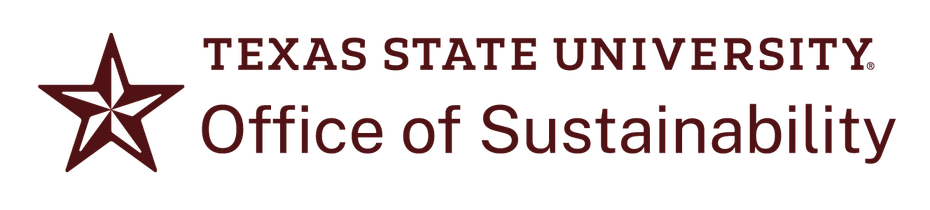 TEXAS STATE UNIVERSITY®
Office of Sustainability